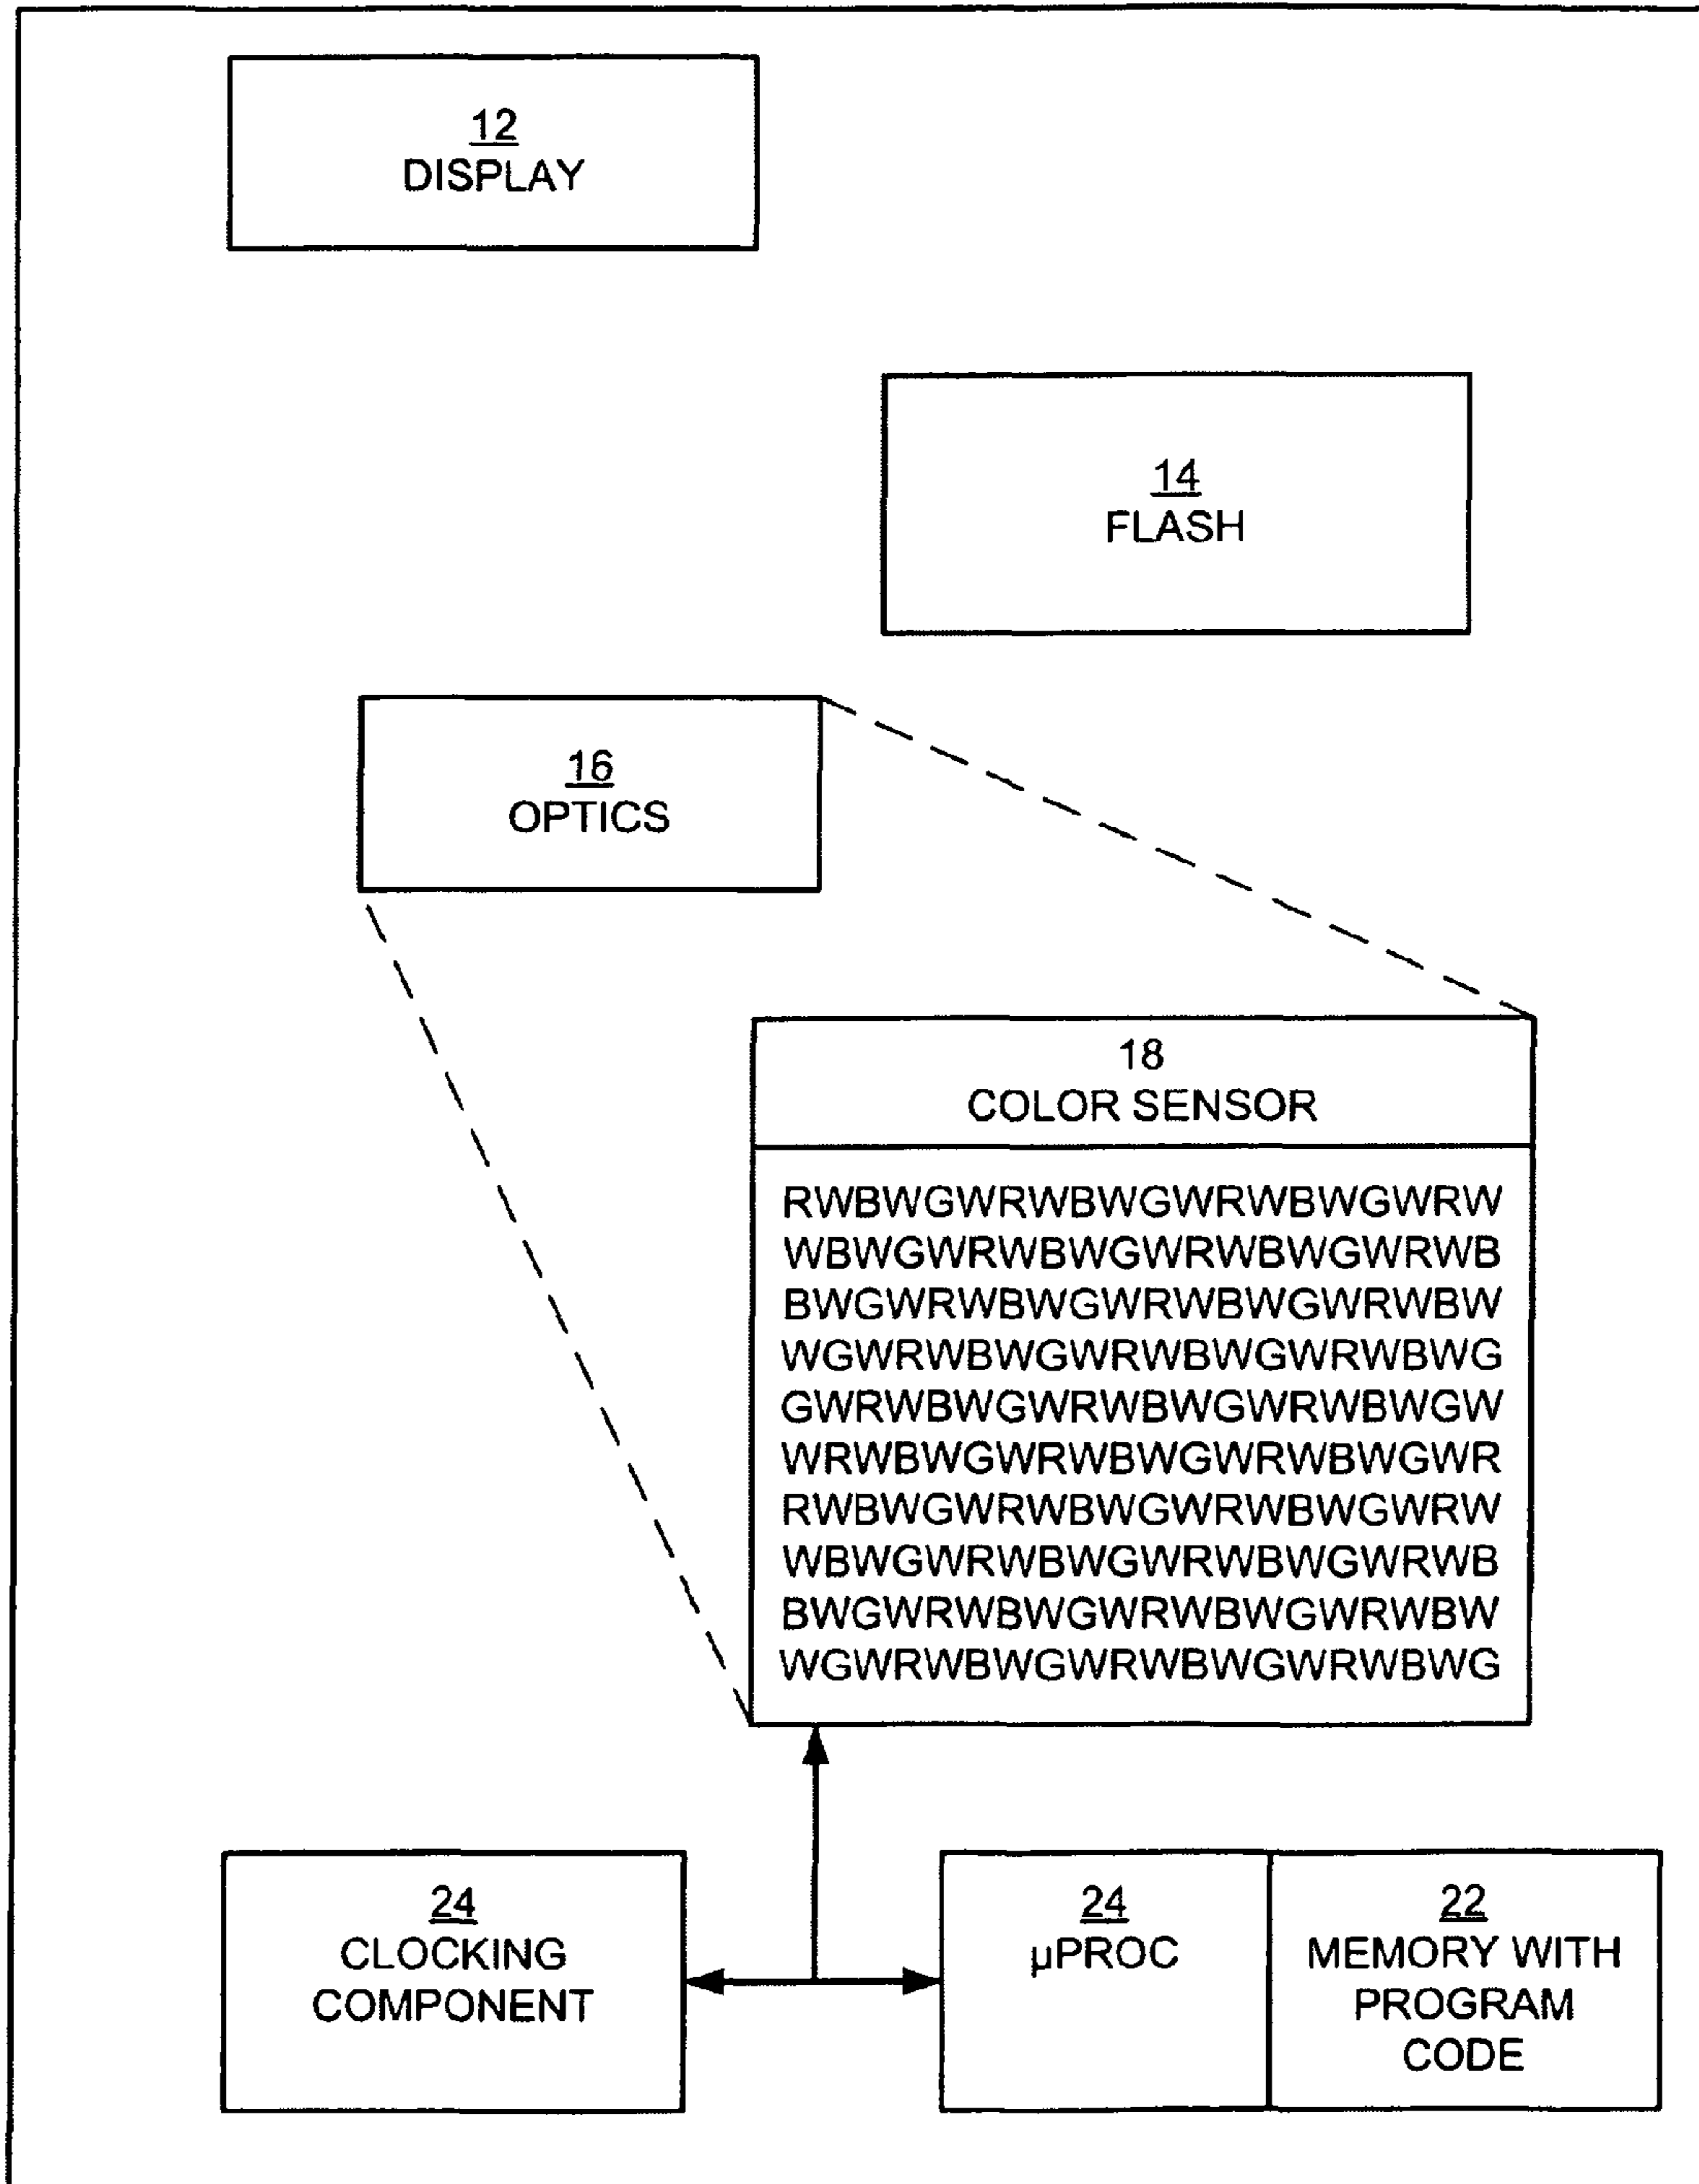 12
DISPLAY
14
FLASH
16
OPTICS
18
COLOR SENSOR
RWBWGWRWBWGWRWBWGWRW
WBWGWRWBWGWRWBWGWRWB
BWGWRWBWGWRWBWGWRWBW
WGWRWBWGWRWBWGWRWBWG
GWRWBWGWRWBWGWRWBWGW
WRWBWGWRWBWGWRWBWGWR
RWBWGWRWBWGWRWBWGWRW
WBWGWRWBWGWRWBWGWRWB
BWGWRWBWGWRWBWGWRWBW
WGWRWBWGWRWBWGWRWBWG
24
CLOCKING
COMPONENT
24
µPROC
22
MEMORY WITH
PROGRAM
CODE